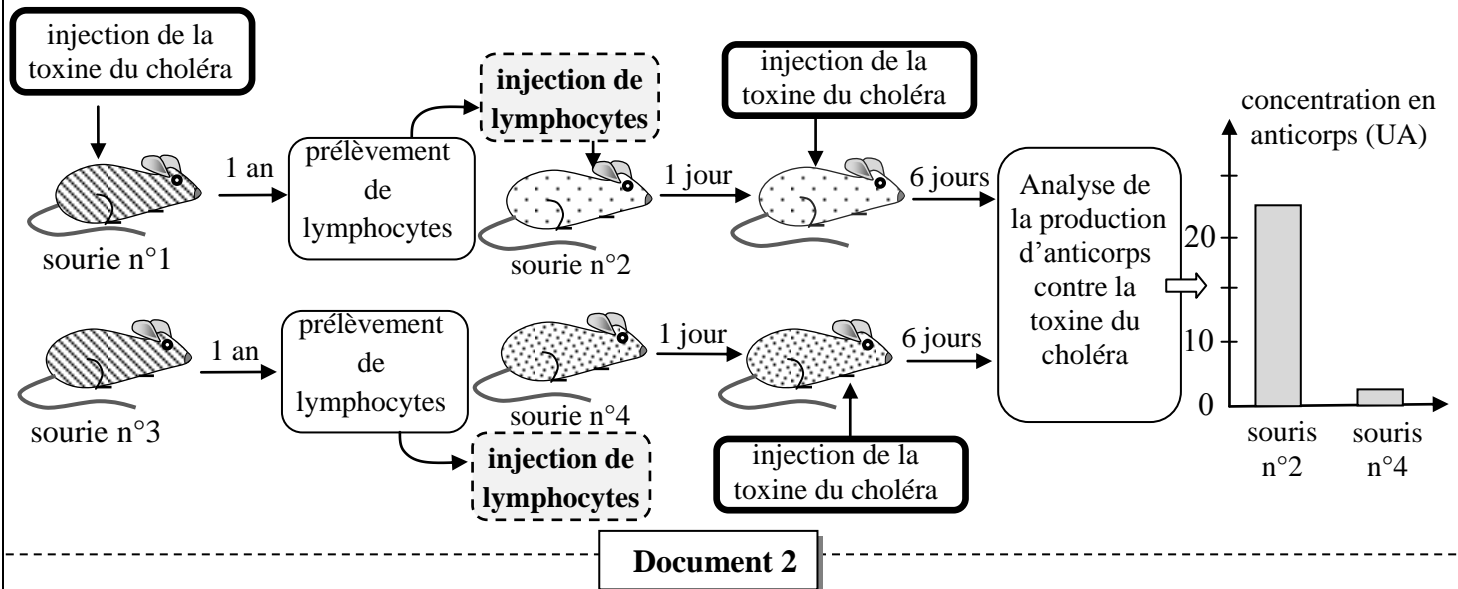 injection de la
toxine du choléra
sourie n°1
1 an
prélèvement
de
lymphocytes
injection de
lymphocytes
sourie n°2
1 jour
injection de la
toxine du choléra
6 jours
sourie n°3
1 an
prélèvement
de
lymphocytes
injection de
lymphocytes
sourie n°4
1 jour
injection de la
toxine du choléra
6 jours
Analyse de
la production
d'anticorps
contre la
toxine du
choléra
concentration en
anticorps (UA)
20
10
0
souris
n°2
souris
n°4
Document 2